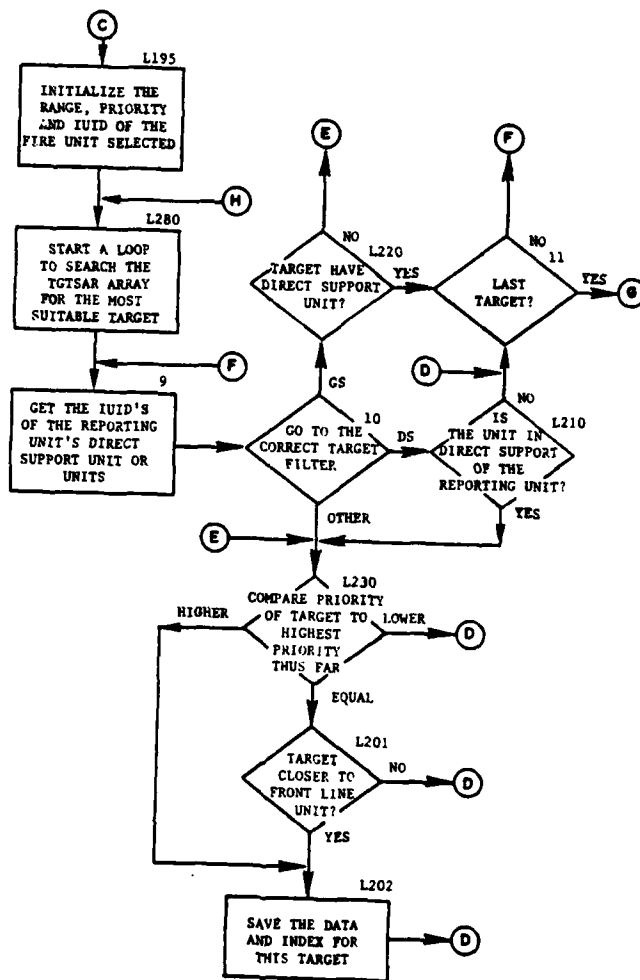 C
L195
INITIALIZE THE
RANGE, PRIORITY
AND IUID OF THE
FIRE UNIT SELECTED
H
L280
START A LOOP
TO SEARCH THE
TGTSAR ARRAY
FOR THE MOST
SUITABLE TARGET
F
9
GET THE IUID'S
OF THE REPORTING
UNIT'S DIRECT
SUPPORT UNIT OR
UNITS
E
NO
L220
TARGET HAVE
DIRECT SUPPORT
UNIT?
YES
F
NO
11
LAST
TARGET?
YES
G
D
GS
10
GO TO THE
CORRECT TARGET
FILTER
DS
NO
L210
IS
THE UNIT IN
DIRECT SUPPORT
OF THE
REPORTING UNIT?
YES
OTHER
E
L230
COMPARE PRIORITY
OF TARGET TO
HIGHEST
PRIORITY
THUS FAR
HIGHER
LOWER
D
EQUAL
L201
TARGET
CLOSER TO
FRONT LINE
UNIT?
NO
D
YES
L202
SAVE THE DATA
AND INDEX FOR
THIS TARGET
D